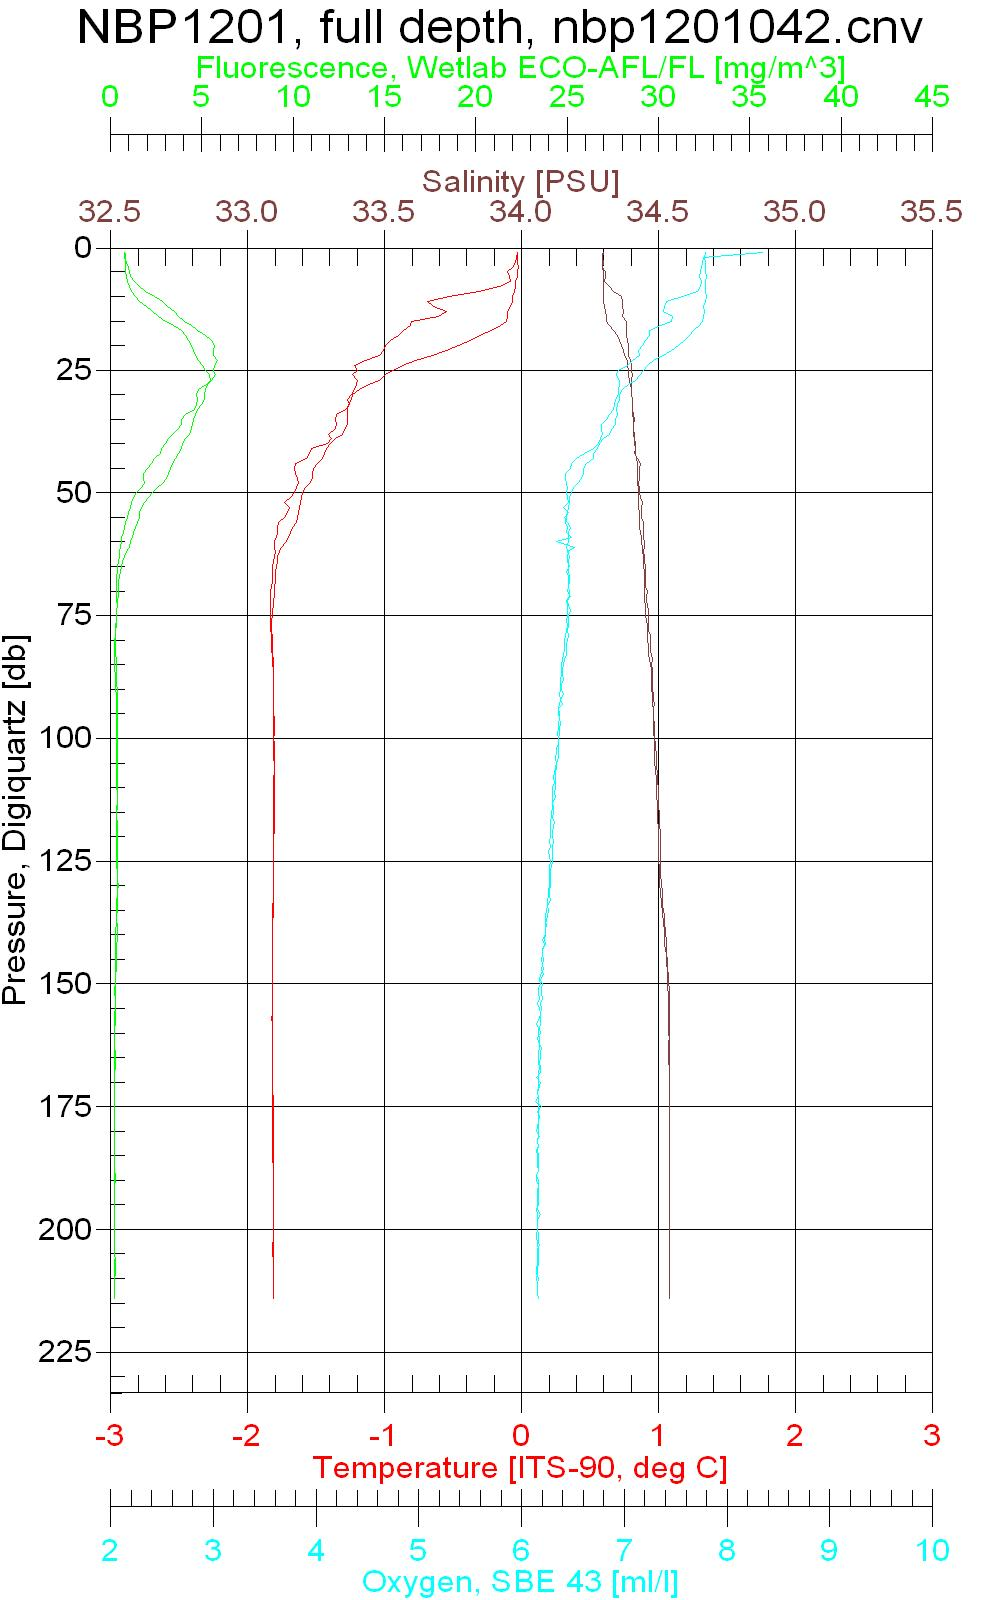 NBP1201, full depth, nbp1201042.cnv
Fluorescence, Wetlab ECO-AFL/FL [mg/m^3]
0 5 10 15 20 25 30 35 40 45
Salinity [PSU]
32.5 33.0 33.5 34.0 34.5 35.0 35.5
0
25
50
75
100
125
150
175
200
225
Pressure, Digiquartz [db]
-3 -2 -1 0 1 2 3
Temperature [ITS-90, deg C]
2 3 4 5 6 7 8 9 10
Oxygen, SBE 43 [ml/l]